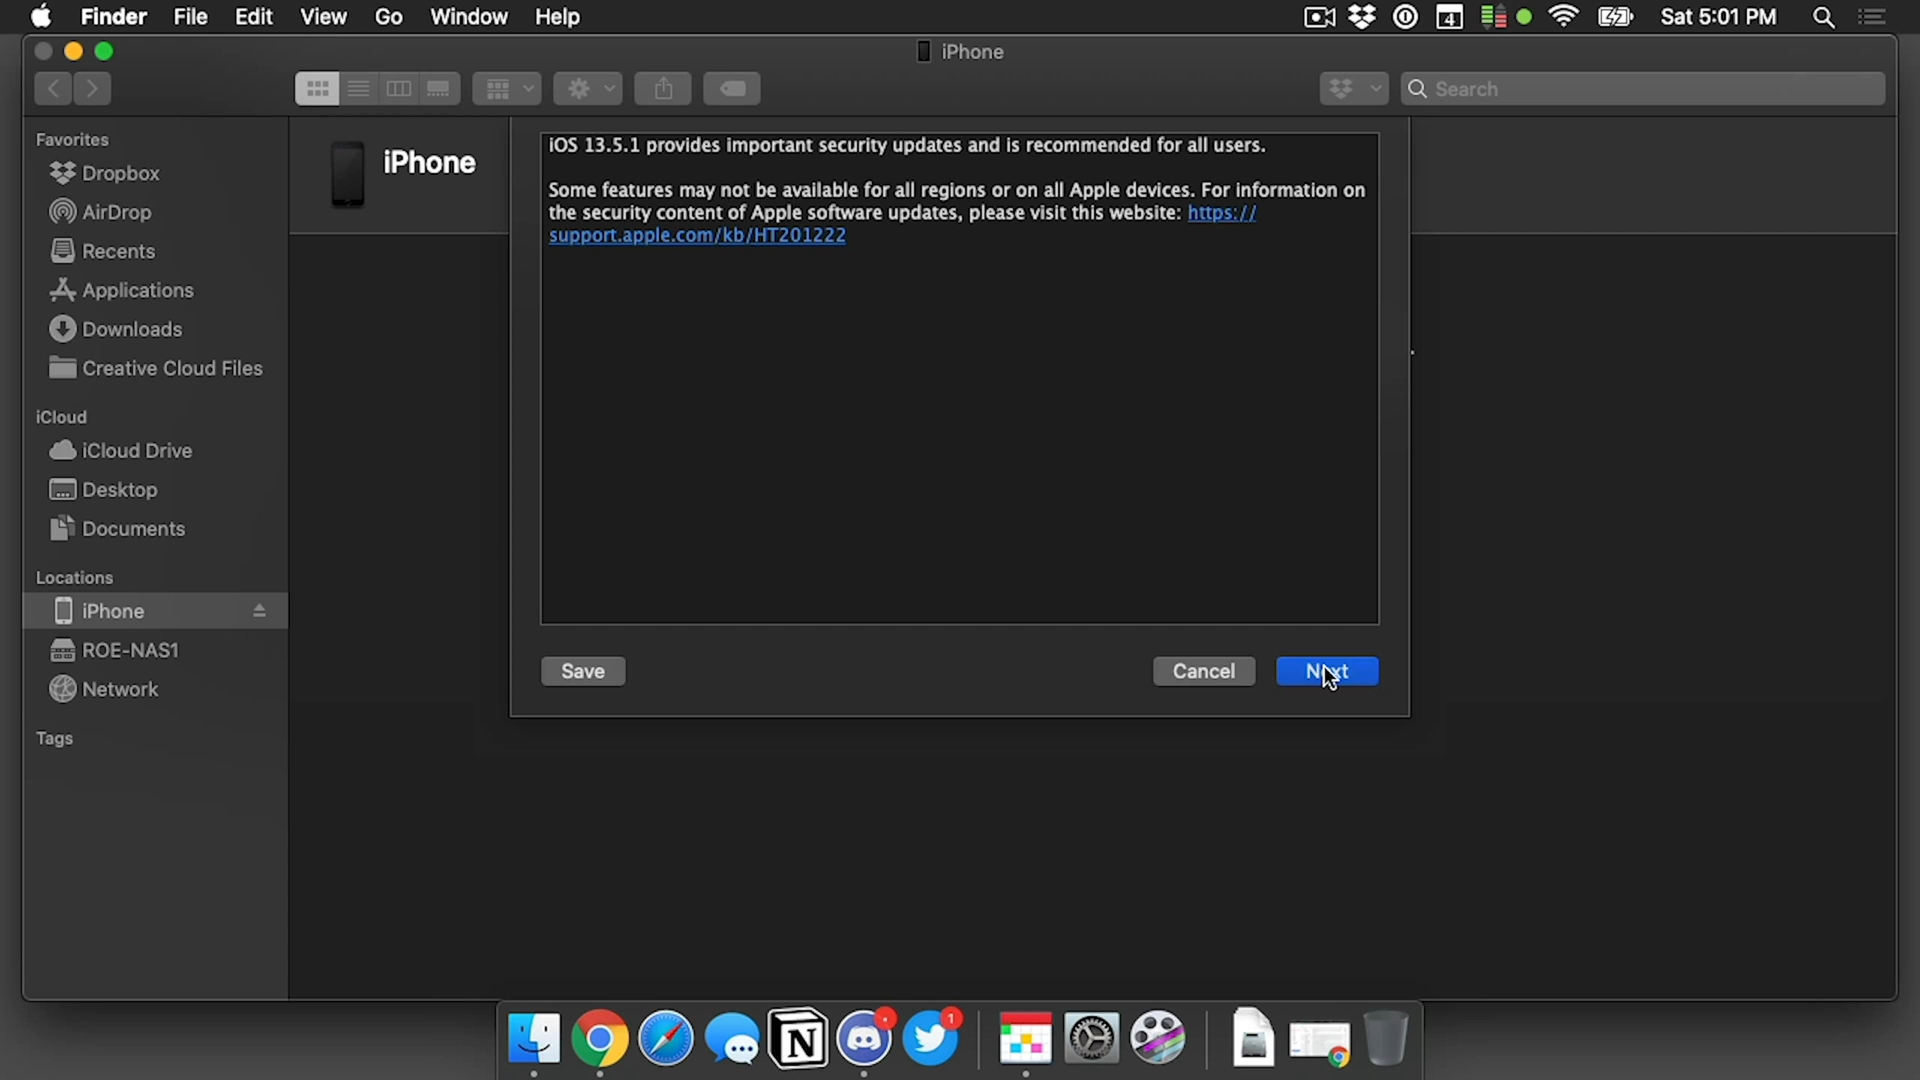 Finder File Edit View Go Window Help
4
Sat 5:01 PM
iPhone
Search
Favorites
Dropbox
AirDrop
Recents
Applications
Downloads
Creative Cloud Files
iCloud
iCloud Drive
Desktop
Documents
Locations
iPhone
ROE-NAS1
Network
Tags
iPhone
iOS 13.5.1 provides important security updates and is recommended for all users.
Some features may not be available for all regions or on all Apple devices. For information on
the security content of Apple software updates, please visit this website: https://
support.apple.com/kb/HT201222
Save
Cancel
Next
N
1